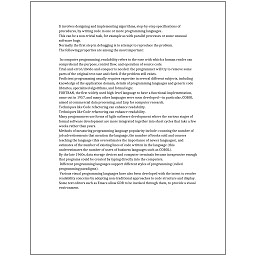 It involves designing and implementing algorithms, step-by-step specifications of
procedures, by writing code in one or more programming languages.
This can be a non-trivial task, for example as with parallel processes or some unusual
software bugs.
Normally the first step in debugging is to attempt to reproduce the problem.
The following properties are among the most important:

In computer programming, readability refers to the ease with which a human reader can
comprehend the purpose, control flow, and operation of source code.
Trial-and-error/divide-and-conquer is needed: the programmer will try to remove some
parts of the original test case and check if the problem still exists.
Proficient programming usually requires expertise in several different subjects, including
knowledge of the application domain, details of programming languages and generic code
libraries, specialized algorithms, and formal logic.
FORTRAN, the first widely used high-level language to have a functional implementation,
came out in 1957, and many other languages were soon developed—in particular, COBOL
aimed at commercial data processing, and Lisp for computer research.
Techniques like Code refactoring can enhance readability.
Techniques like Code refactoring can enhance readability.
Many programmers use forms of Agile software development where the various stages of
formal software development are more integrated together into short cycles that take a few
weeks rather than years.
Methods of measuring programming language popularity include: counting the number of
job advertisements that mention the language, the number of books sold and courses
teaching the language (this overestimates the importance of newer languages), and
estimates of the number of existing lines of code written in the language (this
underestimates the number of users of business languages such as COBOL).
By the late 1960s, data storage devices and computer terminals became inexpensive enough
that programs could be created by typing directly into the computers.
Different programming languages support different styles of programming (called
programming paradigms).
Various visual programming languages have also been developed with the intent to resolve
readability concerns by adopting non-traditional approaches to code structure and display.
Some text editors such as Emacs allow GDB to be invoked through them, to provide a visual
environment.